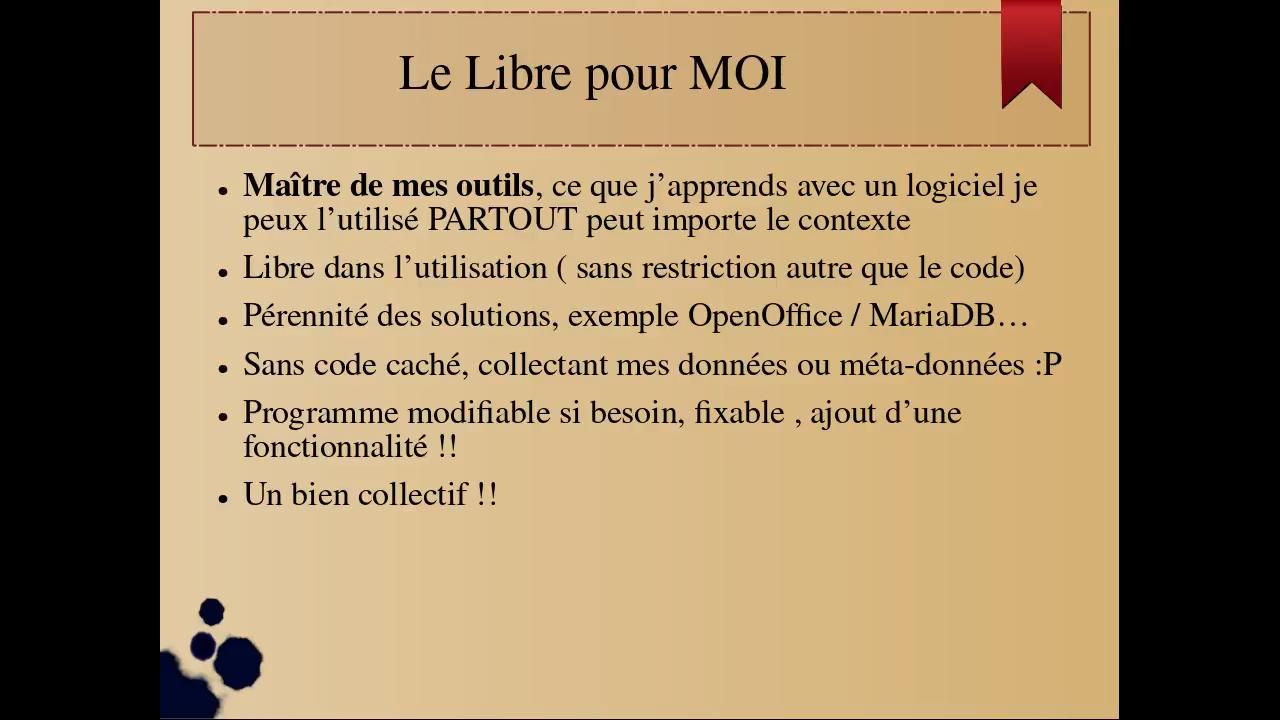 Le Libre pour MOI
• Maître de mes outils, ce que j’apprends avec un logiciel je
peux l’utilisé PARTOUT peut importe le contexte
• Libre dans l’utilisation ( sans restriction autre que le code)
• Pérennité des solutions, exemple OpenOffice / MariaDB…
• Sans code caché, collectant mes données ou méta-données :P
• Programme modifiable si besoin, fixable , ajout d’une
fonctionnalité !!
• Un bien collectif !!